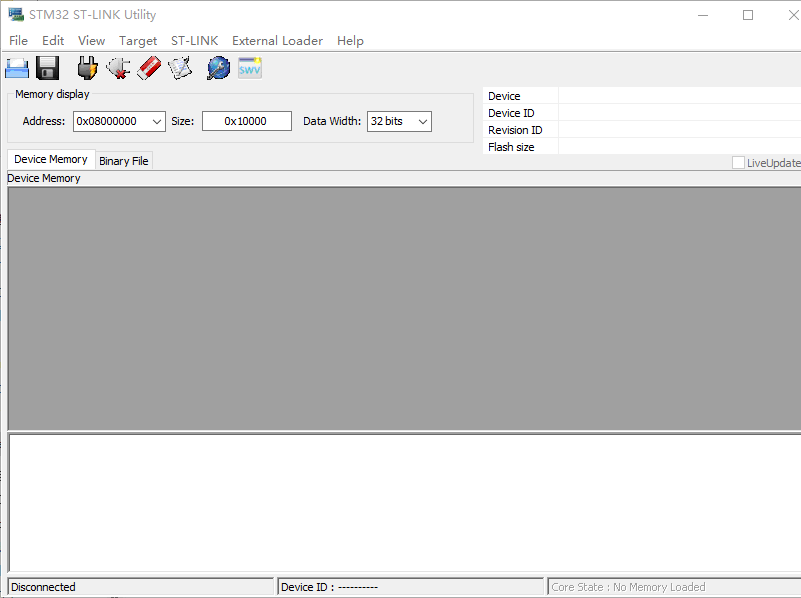 STM32 ST-LINK Utility
File Edit View Target ST-LINK External Loader Help
SWV
Memory display
Address: 0x08000000 Size: 0x10000 Data Width: 32 bits
Device
Device ID
Revision ID
Flash size
LiveUpdate
Device Memory Binary File
Device Memory
Disconnected Device ID : ---------- Core State : No Memory Loaded